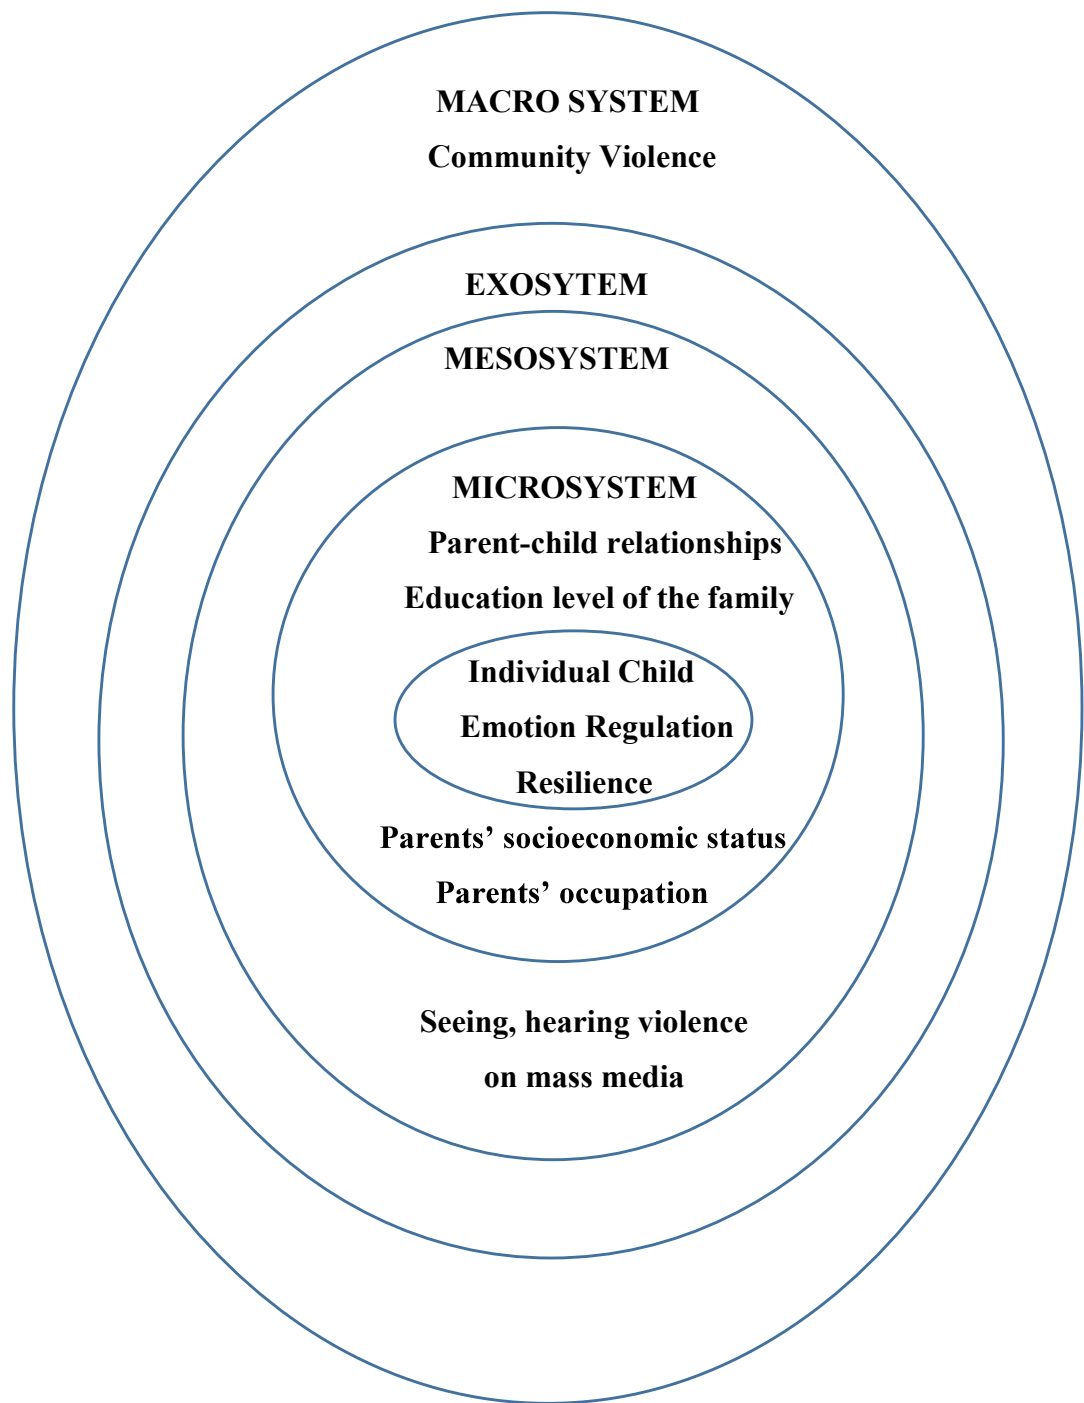 MACRO SYSTEM
Community Violence
EXOSYTEM
MESOSYSTEM
MICROSYSTEM
Parent-child relationships
Education level of the family
Individual Child
Emotion Regulation
Resilience
Parents’ socioeconomic status
Parents’ occupation
Seeing, hearing violence
on mass media